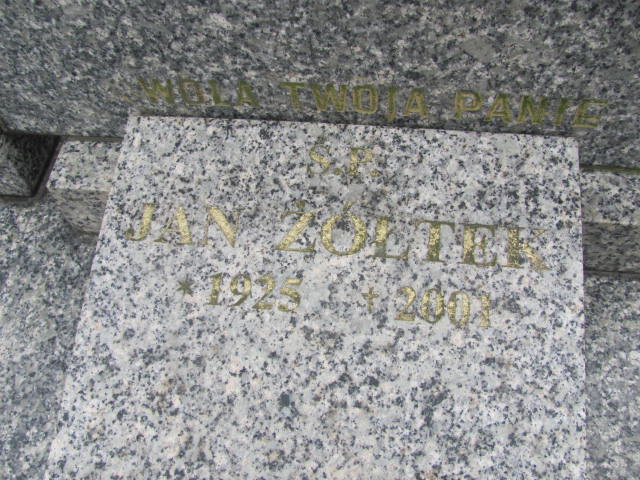 WOLA TWOJA PANIE
Ś.P.
JAN ŻÓŁTEK
* 1925 + 2001